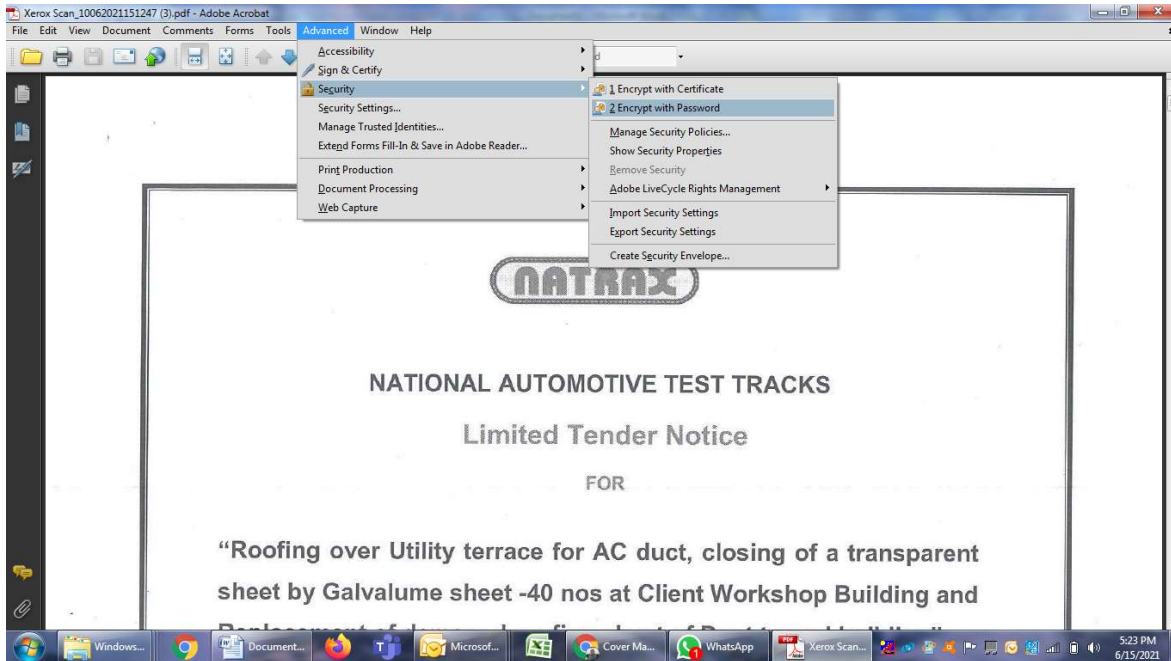 Xerox Scan_10062021151247 (3).pdf - Adobe Acrobat
File Edit View Document Comments Forms Tools Advanced Window Help
Accessibility
Sign & Certify
Security
Security Settings...
Manage Trusted Identities...
Extend Forms Fill-In & Save in Adobe Reader...
Print Production
Document Processing
Web Capture
1 Encrypt with Certificate
2 Encrypt with Password
Manage Security Policies...
Show Security Properties
Remove Security
Adobe LiveCycle Rights Management
Import Security Settings
Export Security Settings
Create Security Envelope...
NATRAX
NATIONAL AUTOMOTIVE TEST TRACKS
Limited Tender Notice
FOR
“Roofing over Utility terrace for AC duct, closing of a transparent
sheet by Galvalume sheet -40 nos at Client Workshop Building and
Windows... Document... Microsof... Cover Ma... WhatsApp Xerox Scan... 5:23 PM
6/15/2021